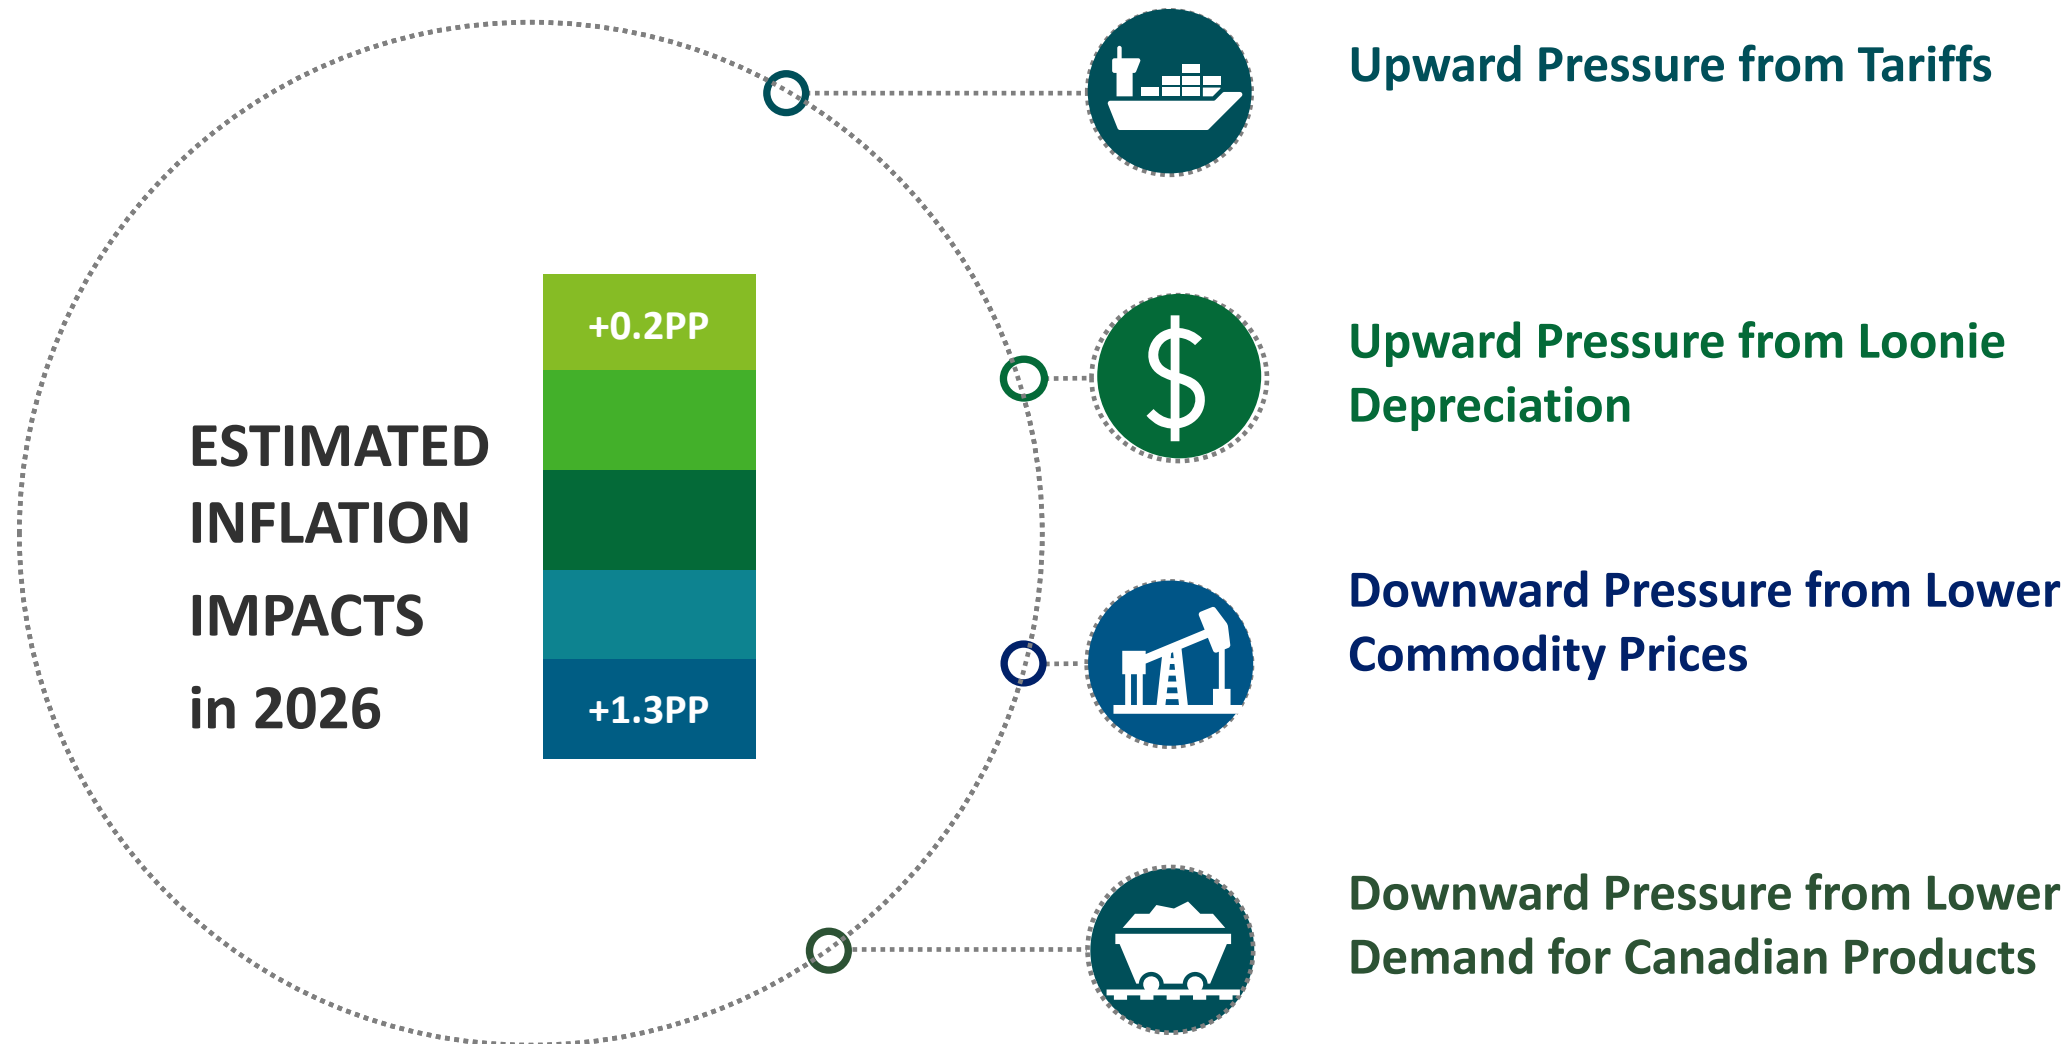 ESTIMATED
INFLATION
IMPACTS
in 2026
+0.2PP
+1.3PP
Upward Pressure from Tariffs
Upward Pressure from Loonie
Depreciation
Downward Pressure from Lower
Commodity Prices
Downward Pressure from Lower
Demand for Canadian Products